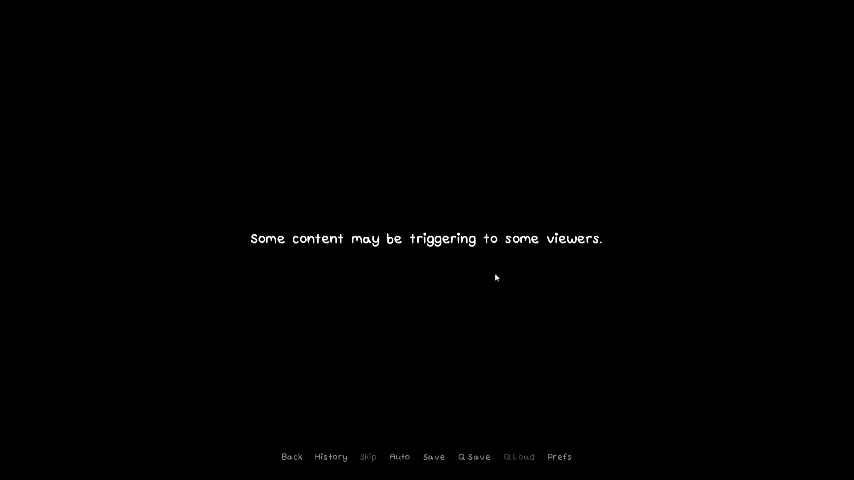 Some content may be triggering to some viewers.
Back History Skip Auto Save Q.Save Q.Load Prefs